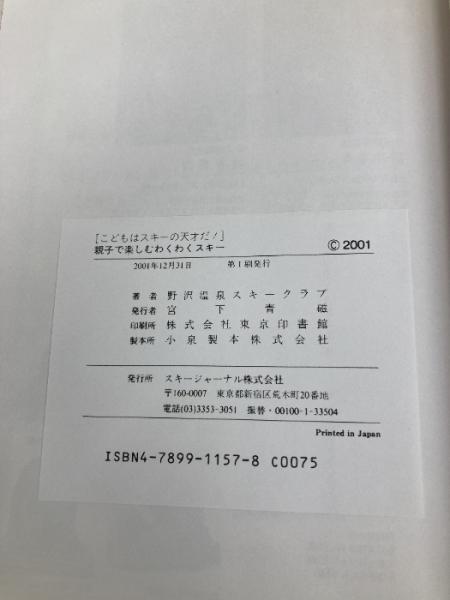 [こどもはスキーの天才だ！]
親子で楽しむわくわくスキー
© 2001
2001年12月31日 第1刷発行
著者 野沢温泉スキークラブ
発行者 宮下青磁
印刷所 株式会社東京印書館
製本所 小泉製本株式会社
発行所 スキージャーナル株式会社
〒160-0007 東京都新宿区荒木町20番地
電話(03)3353-3051 振替・00100-1-33504
Printed in Japan
ISBN4-7899-1157-8 C0075